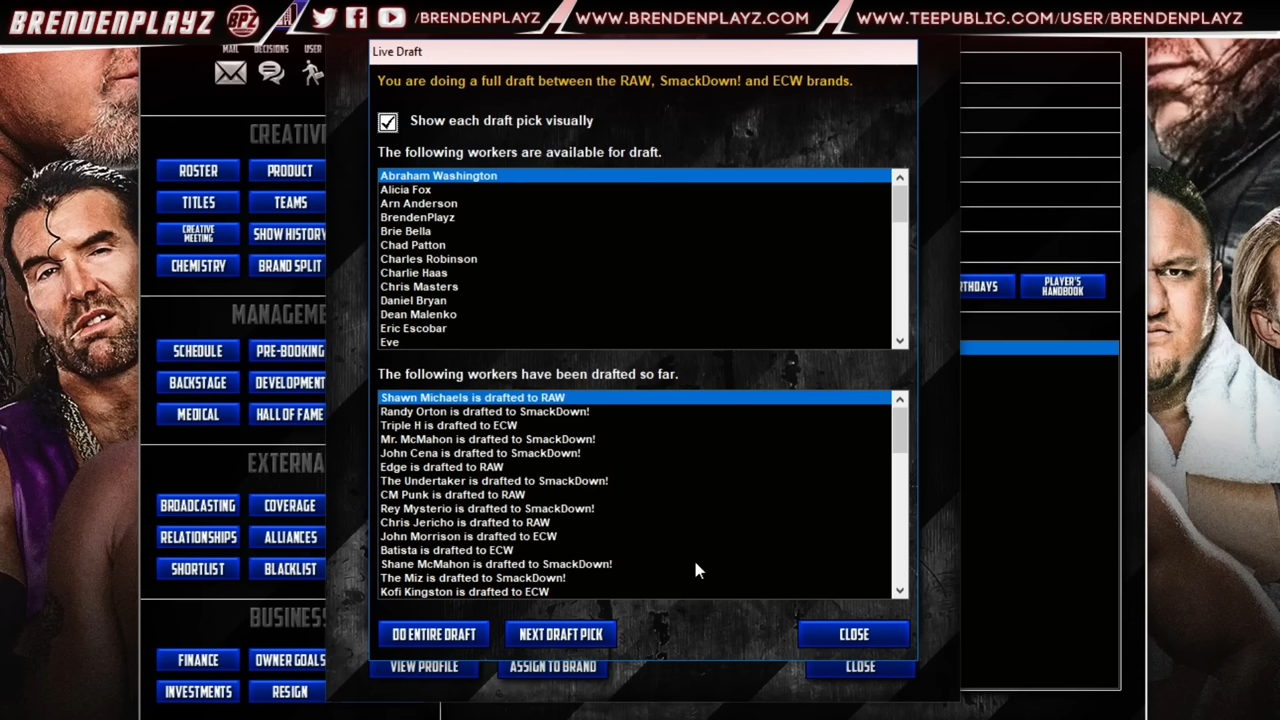 BRENDENPLAYZ BPZ /BRENDENPLAYZ WWW.BRENDENPLAYZ.COM WWW.TEEPUBLIC.COM/USER/BRENDENPLAYZ
MAIL DECISIONS USER
Live Draft
You are doing a full draft between the RAW, SmackDown! and ECW brands.
Show each draft pick visually
The following workers are available for draft.
Abraham Washington
Alicia Fox
Arn Anderson
BrendenPlayz
Brie Bella
Chad Patton
Charles Robinson
Charlie Haas
Chris Masters
Daniel Bryan
Dean Malenko
Eric Escobar
Eve
The following workers have been drafted so far.
Shawn Michaels is drafted to RAW
Randy Orton is drafted to SmackDown!
Triple H is drafted to ECW
Mr. McMahon is drafted to SmackDown!
John Cena is drafted to SmackDown!
Edge is drafted to RAW
The Undertaker is drafted to SmackDown!
CM Punk is drafted to RAW
Rey Mysterio is drafted to SmackDown!
Chris Jericho is drafted to RAW
John Morrison is drafted to ECW
Batista is drafted to ECW
Shane McMahon is drafted to SmackDown!
The Miz is drafted to SmackDown!
Kofi Kingston is drafted to ECW
DO ENTIRE DRAFT NEXT DRAFT PICK CLOSE
VIEW PROFILE ASSIGN TO BRAND CLOSE
CREATIV
ROSTER PRODUCT
TITLES TEAMS
CREATIVE MEETING SHOW HISTORY
CHEMISTRY BRAND SPLIT
MANAGEME
SCHEDULE PRE-BOOKING
BACKSTAGE DEVELOPMENT
MEDICAL HALL OF FAME
EXTERNA
BROADCASTING COVERAGE
RELATIONSHIPS ALLIANCES
SHORTLIST BLACKLIST
BUSINES
FINANCE OWNER GOALS
INVESTMENTS RESIGN
RTHDAYS PLAYER'S HANDBOOK